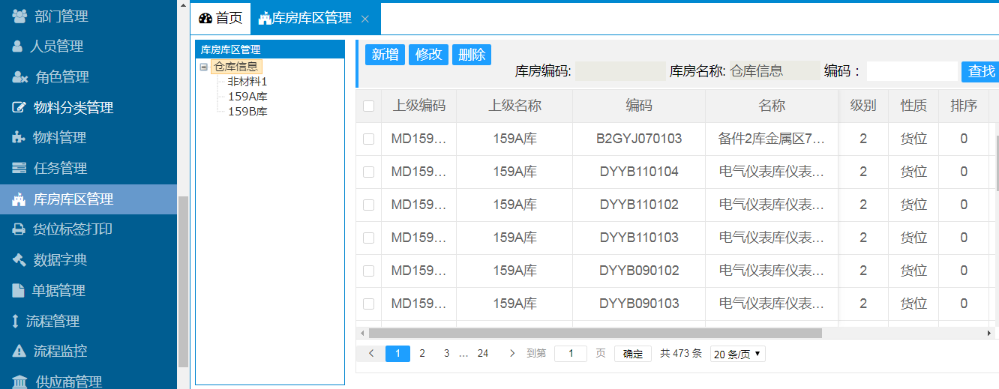 部门管理
人员管理
角色管理
物料分类管理
物料管理
任务管理
库房库区管理
货位标签打印
数据字典
单据管理
流程管理
流程监控
供应商管理
首页 库房库区管理
库房库区管理
仓库信息
非材料1
159A库
159B库
新增 修改 删除
库房编码: 库房名称: 仓库信息 编码： 查找
上级编码 上级名称 编码 名称 级别 性质 排序
MD159... 159A库 B2GYJ070103 备件2库金属区7... 2 货位 0
MD159... 159A库 DYYB110104 电气仪表库仪表... 2 货位 0
MD159... 159A库 DYYB110102 电气仪表库仪表... 2 货位 0
MD159... 159A库 DYYB110103 电气仪表库仪表... 2 货位 0
MD159... 159A库 DYYB090102 电气仪表库仪表... 2 货位 0
MD159... 159A库 DYYB090103 电气仪表库仪表... 2 货位 0
1 2 3 ... 24 到第 1 页 确定 共 473 条 20 条/页